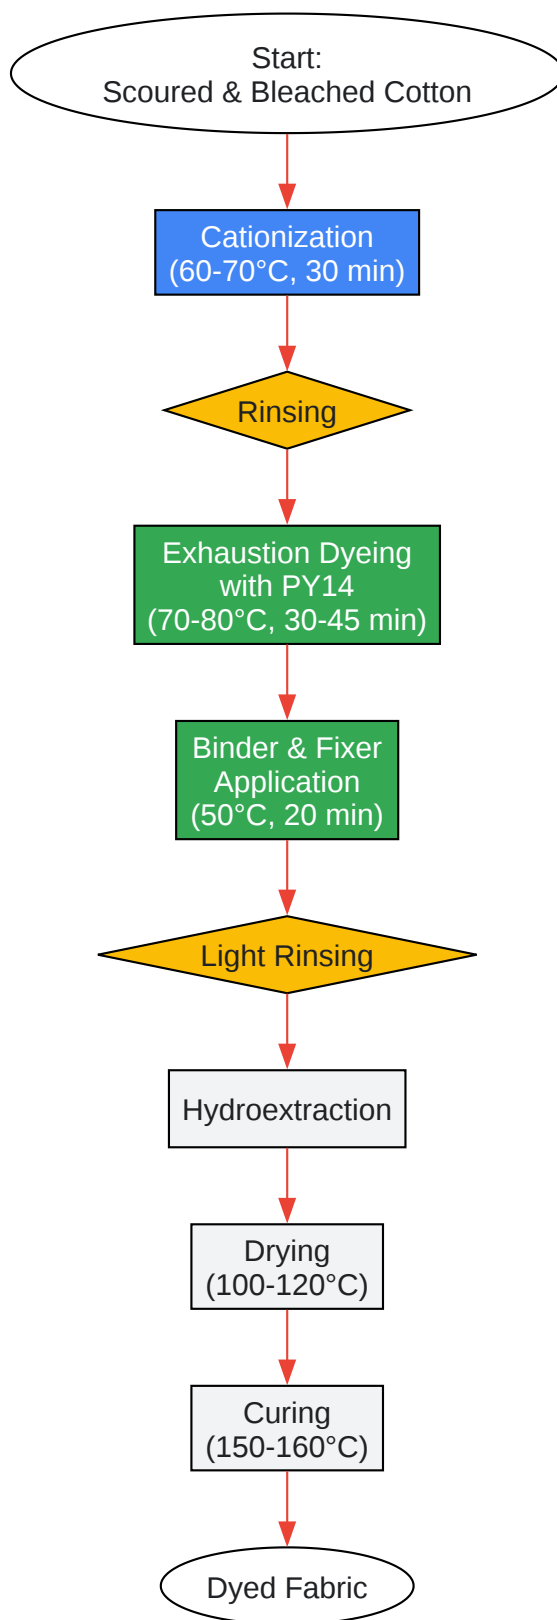 Start:
Scoured & Bleached Cotton
Cationization
(60-70°C, 30 min)
Rinsing
Exhaustion Dyeing
with PY14
(70-80°C, 30-45 min)
Binder & Fixer
Application
(50°C, 20 min)
Light Rinsing
Hydroextraction
Drying
(100-120°C)
Curing
(150-160°C)
Dyed Fabric